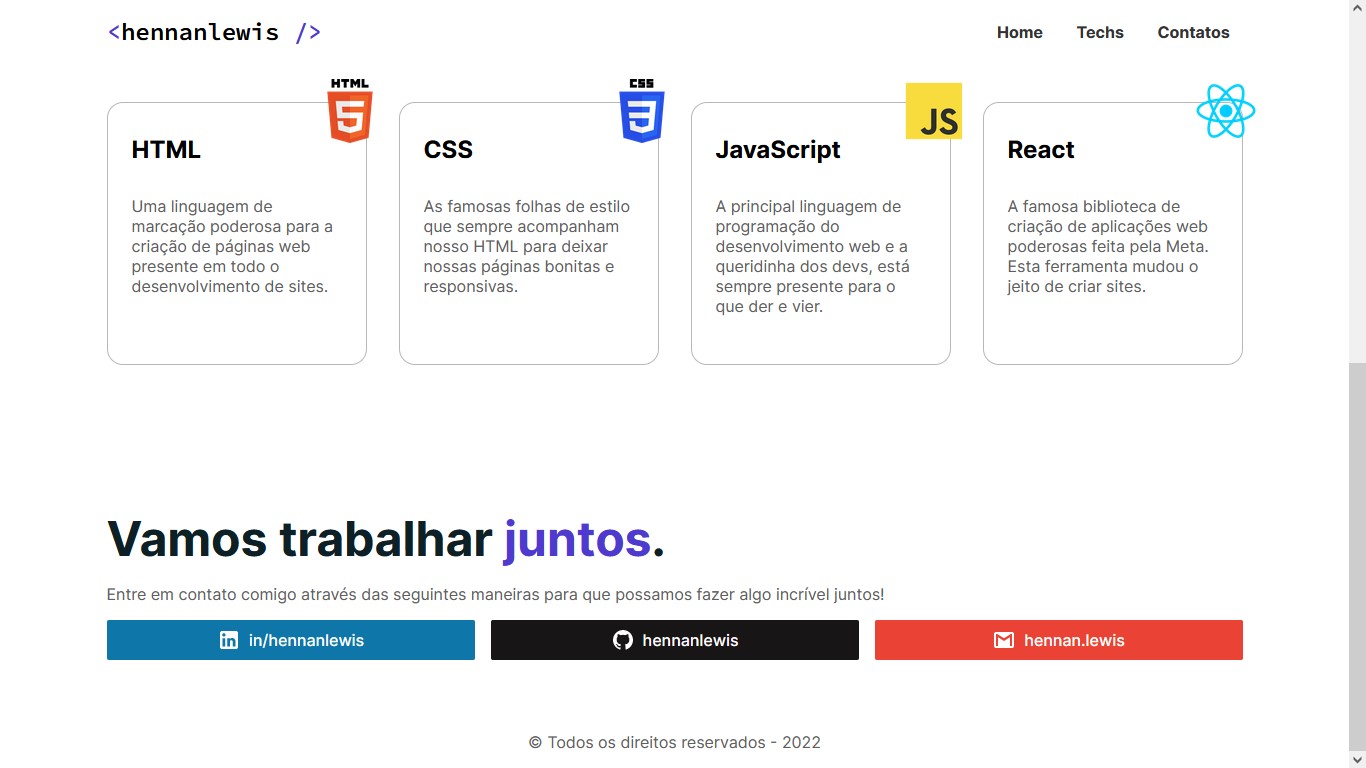 <hennanlewis />
Home Techs Contatos
HTML
HTML
Uma linguagem de
marcação poderosa para a
criação de páginas web
presente em todo o
desenvolvimento de sites.
CSS
CSS
As famosas folhas de estilo
que sempre acompanham
nosso HTML para deixar
nossas páginas bonitas e
responsivas.
JS
JavaScript
A principal linguagem de
programação do
desenvolvimento web e a
queridinha dos devs, está
sempre presente para o
que der e vier.
React
A famosa biblioteca de
criação de aplicações web
poderosas feita pela Meta.
Esta ferramenta mudou o
jeito de criar sites.
Vamos trabalhar juntos.
Entre em contato comigo através das seguintes maneiras para que possamos fazer algo incrível juntos!
in in/hennanlewis
hennanlewis
hennan.lewis
© Todos os direitos reservados - 2022